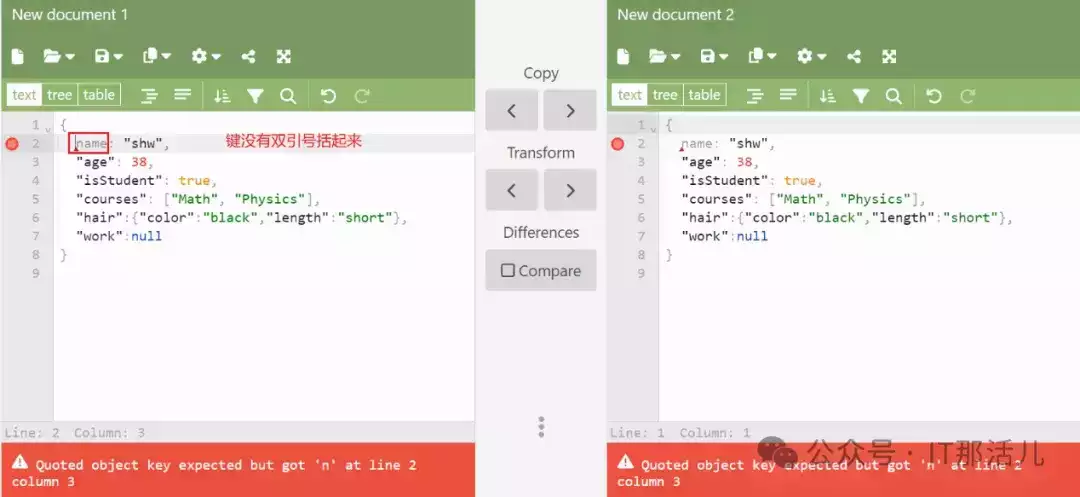 New document 1
text tree table
1 {
2 name: "shw", 键没有双引号括起来
3 "age": 38,
4 "isStudent": true,
5 "courses": ["Math", "Physics"],
6 "hair":{"color":"black","length":"short"},
7 "work":null
8 }
9
Line: 2 Column: 3
Quoted object key expected but got 'n' at line 2
column 3
Copy
Transform
Differences
Compare
New document 2
text tree table
1 {
2 name: "shw",
3 "age": 38,
4 "isStudent": true,
5 "courses": ["Math", "Physics"],
6 "hair":{"color":"black","length":"short"},
7 "work":null
8 }
9
Line: 1 Column: 1
Quoted object key expected but got 'n' at line 2
column 3
公众号 · IT那活儿